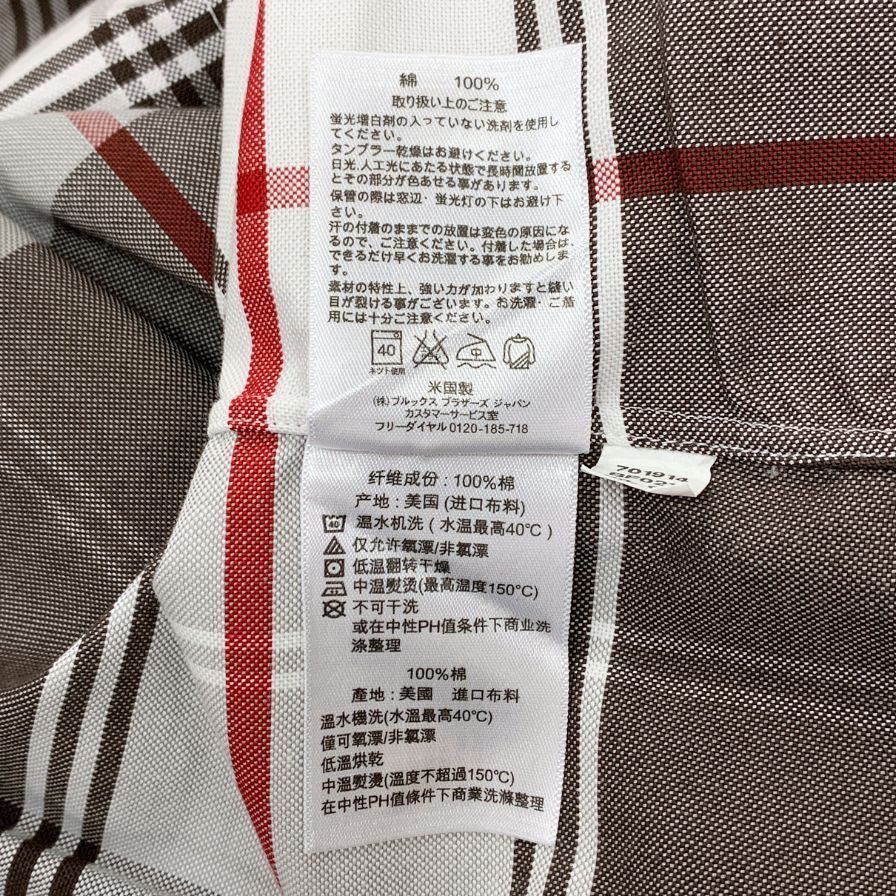 綿 100%
取り扱い上のご注意
蛍光増白剤の入っていない洗剤を使用し
てください。
タンブラー乾燥はお避けください。
日光、人工光にあたる状態で長時間放置する
とその部分が色あせる事があります。
保管の際は窓辺・蛍光灯の下はお避け下
さい。
汗の付着のままでの放置は変色の原因にな
るので、ご注意ください。付着した場合は、
できるだけ早くお洗濯する事をお勧めしま
す。
素材の特性上、強い力が加わりますと縫い
目が裂ける事がございます。お洗濯・ご着
用には十分ご注意ください。
40
ネット使用
米国製
(株)ブルックス ブラザーズ ジャパン
カスタマーサービス室
フリーダイヤル 0120-185-718
701914
纤维成份：100%棉
产地：美国(进口布料)
40 温水机洗(水温最高40℃)
仅允许氧漂/非氯漂
低温翻转干燥
中温熨烫(最高温度150℃)
不可干洗
或在中性PH值条件下商业洗
涤整理
100%棉
產地：美國 進口布料
溫水機洗(水溫最高40℃)
僅可氧漂/非氯漂
低溫烘乾
中溫熨燙(溫度不超過150℃)
在中性PH值條件下商業洗滌整理